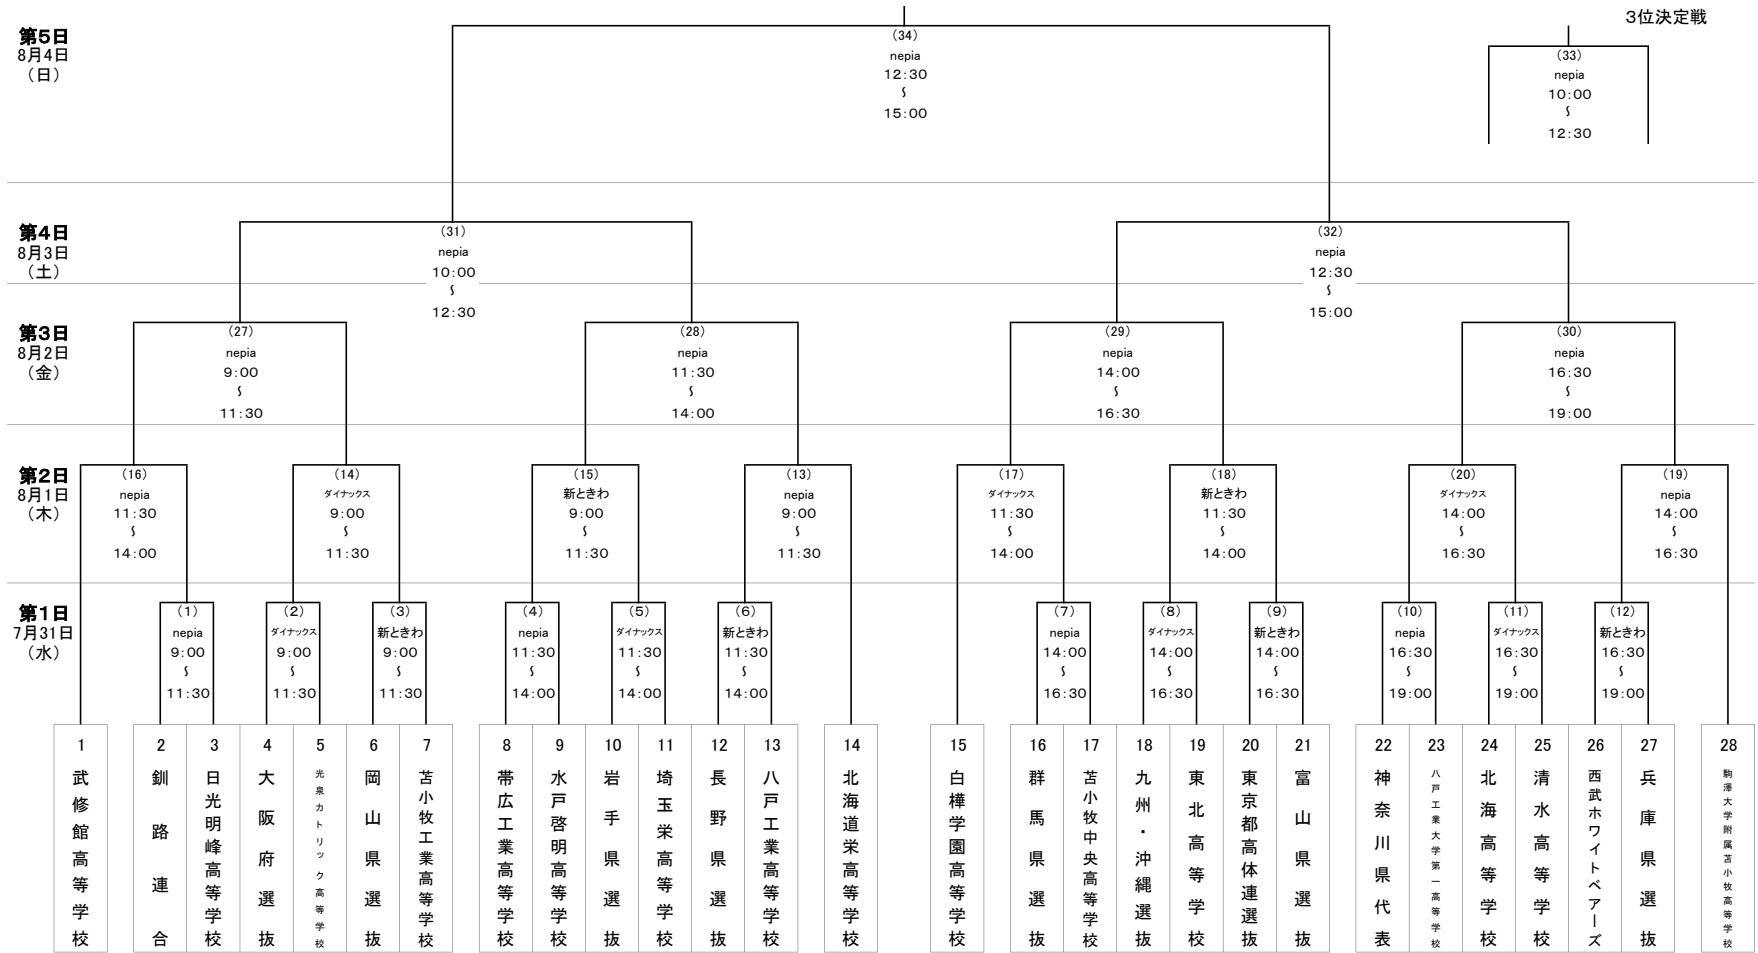 3位決定戦
第5日
8月4日
（日）
(34)
nepia
12:30
～
15:00
(33)
nepia
10:00
～
12:30
第4日
8月3日
（土）
(31)
nepia
10:00
～
12:30
(32)
nepia
12:30
～
15:00
第3日
8月2日
（金）
(27)
nepia
9:00
～
11:30
(28)
nepia
11:30
～
14:00
(29)
nepia
14:00
～
16:30
(30)
nepia
16:30
～
19:00
第2日
8月1日
（木）
(16)
nepia
11:30
～
14:00
(14)
ダイナックス
9:00
～
11:30
(15)
新ときわ
9:00
～
11:30
(13)
nepia
9:00
～
11:30
(17)
ダイナックス
11:30
～
14:00
(18)
新ときわ
11:30
～
14:00
(20)
ダイナックス
14:00
～
16:30
(19)
nepia
14:00
～
16:30
第1日
7月31日
（水）
(1)
nepia
9:00
～
11:30
(2)
ダイナックス
9:00
～
11:30
(3)
新ときわ
9:00
～
11:30
(4)
nepia
11:30
～
14:00
(5)
ダイナックス
11:30
～
14:00
(6)
新ときわ
11:30
～
14:00
(7)
nepia
14:00
～
16:30
(8)
ダイナックス
14:00
～
16:30
(9)
新ときわ
14:00
～
16:30
(10)
nepia
16:30
～
19:00
(11)
ダイナックス
16:30
～
19:00
(12)
新ときわ
16:30
～
19:00
1
武修館高等学校
2
釧路連合
3
日光明峰高等学校
4
大阪府選抜
5
光泉カトリック高等学校
6
岡山県選抜
7
苫小牧工業高等学校
8
帯広工業高等学校
9
水戸啓明高等学校
10
岩手県選抜
11
埼玉栄高等学校
12
長野県選抜
13
八戸工業高等学校
14
北海道栄高等学校
15
白樺学園高等学校
16
群馬県選抜
17
苫小牧中央高等学校
18
九州・沖縄選抜
19
東北高等学校
20
東京都高体連選抜
21
富山県選抜
22
神奈川県代表
23
八戸工業大学第一高等学校
24
北海高等学校
25
清水高等学校
26
西武ホワイトベアーズ
27
兵庫県選抜
28
駒澤大学附属苫小牧高等学校